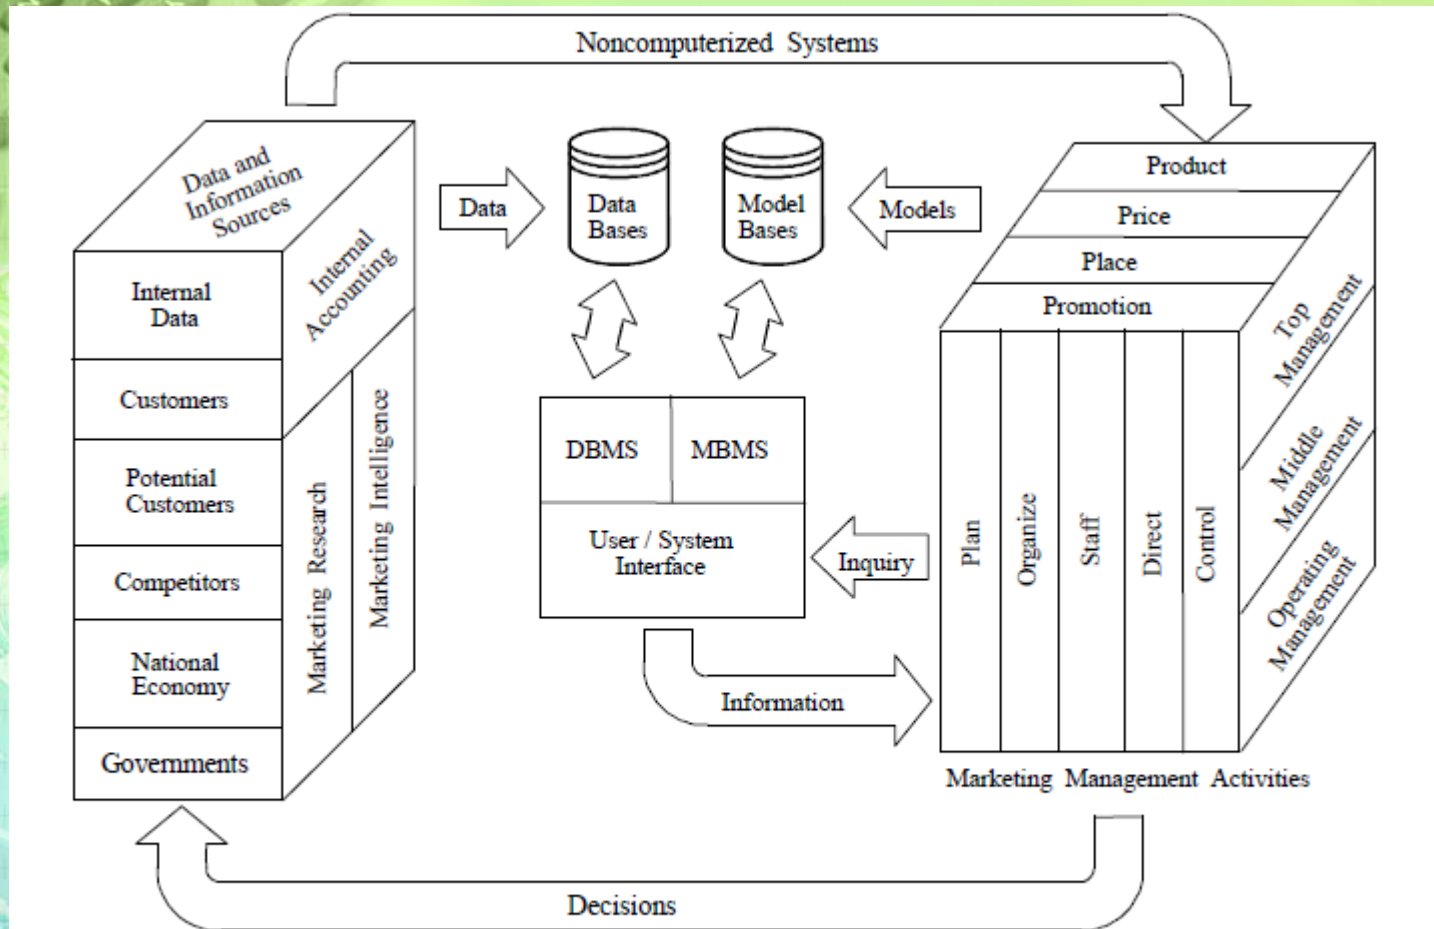 Noncomputerized Systems
Data and
Information
Sources
Internal
Accounting
Internal
Data
Customers
Potential
Customers
Competitors
National
Economy
Governments
Marketing Research
Marketing Intelligence
Data
Data
Bases
Model
Bases
Models
DBMS
MBMS
User / System
Interface
Inquiry
Information
Product
Price
Place
Promotion
Plan
Organize
Staff
Direct
Control
Top
Management
Middle
Management
Operating
Management
Marketing Management Activities
Decisions